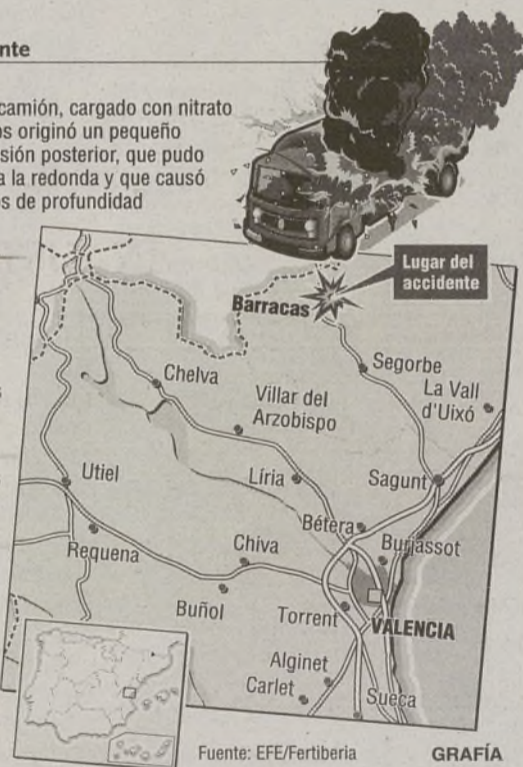 nte
camión, cargado con nitrato
os originó un pequeño
sión posterior, que pudo
a la redonda y que causó
os de profundidad
Lugar del
accidente
Barracas
Segorbe
La Vall
d'Uixó
Chelva
Villar del
Arzobispo
Utiel
Llíria
Sagunt
Bétera
Burjassot
Requena
Chiva
Buñol
Torrent
VALENCIA
Alginet
Carlet
Sueca
Fuente: EFE/Fertiberia
GRAFÍA